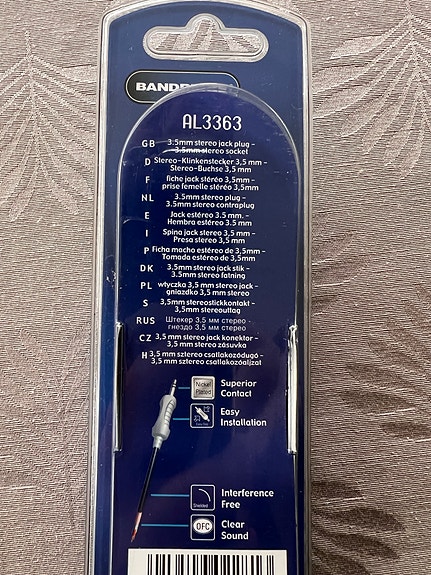 AL3363
GB 3.5mm stereo jack plug –
3.5mm stereo socket
D Stereo-Klinkenstecker 3,5 mm –
Stereo-Buchse 3,5 mm
F fiche jack stéréo 3,5mm –
prise femelle stéréo 3,5mm
NL 3.5mm stereo plug –
3.5mm stereo contraplug
E Jack estéreo 3.5 mm. –
Hembra estéreo 3.5 mm
I Spina jack stereo 3,5 mm –
Presa stereo 3,5 mm
P Ficha macho estéreo de 3,5mm –
Tomada estéreo de 3,5mm
DK 3.5mm stereo jack stik –
3.5mm stereo fatning
PL wtyczka 3,5 mm stereo jack –
gniazdko 3,5 mm stereo
S 3,5mm stereostickkontakt –
3,5mm stereouttag
RUS Штекер 3,5 мм стерео -
гнездо 3,5 мм стерео
CZ 3,5 mm stereo jack konektor –
3,5 mm stereo zásuvka
H 3,5 mm sztereo csatlakozódugó –
3,5 mm sztereo csatlakozóaljzat
Nickel
Plated
Superior
Contact
Easy
Installation
Shielded
Interference
Free
OFC
Clear
Sound